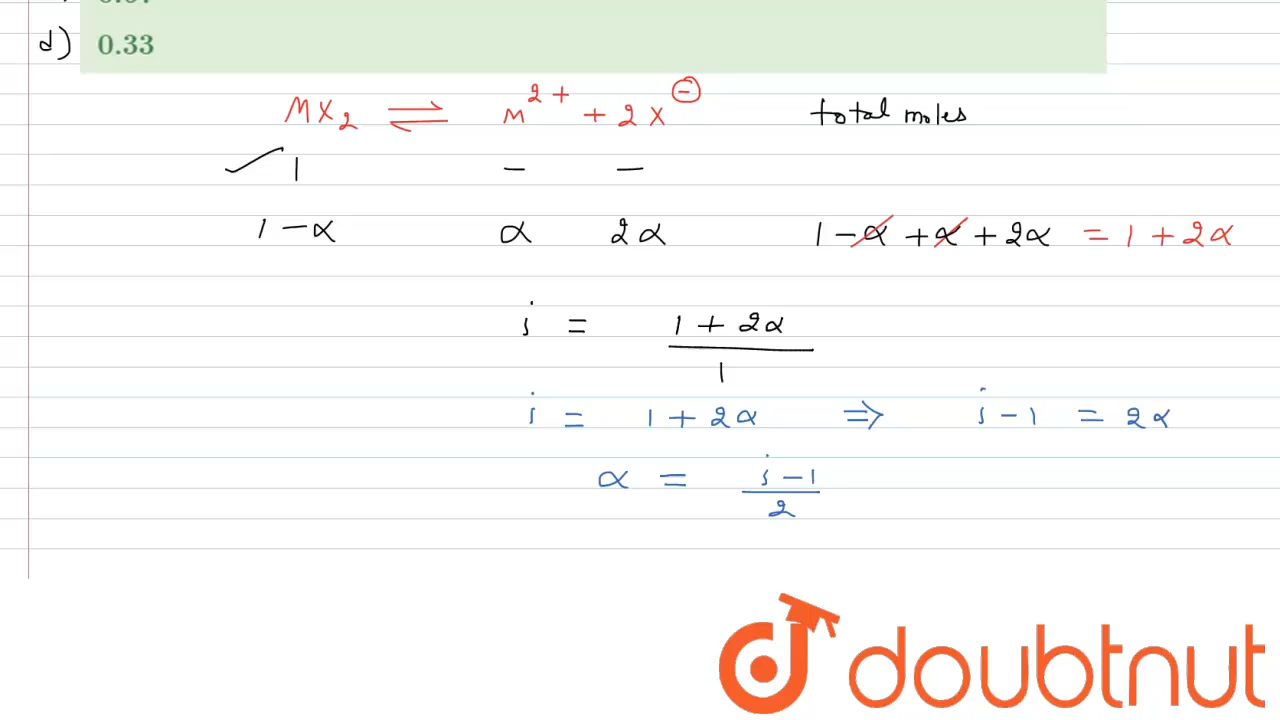 d) 0.33
MX₂ ⇌ M²⁺ + 2X⊖ total moles
✓ 1 – –
1 – α α 2α 1 – α + α + 2α = 1 + 2α
i = (1 + 2α)/1
i = 1 + 2α ⇒ i – 1 = 2α
α = (i – 1)/2
doubtnut